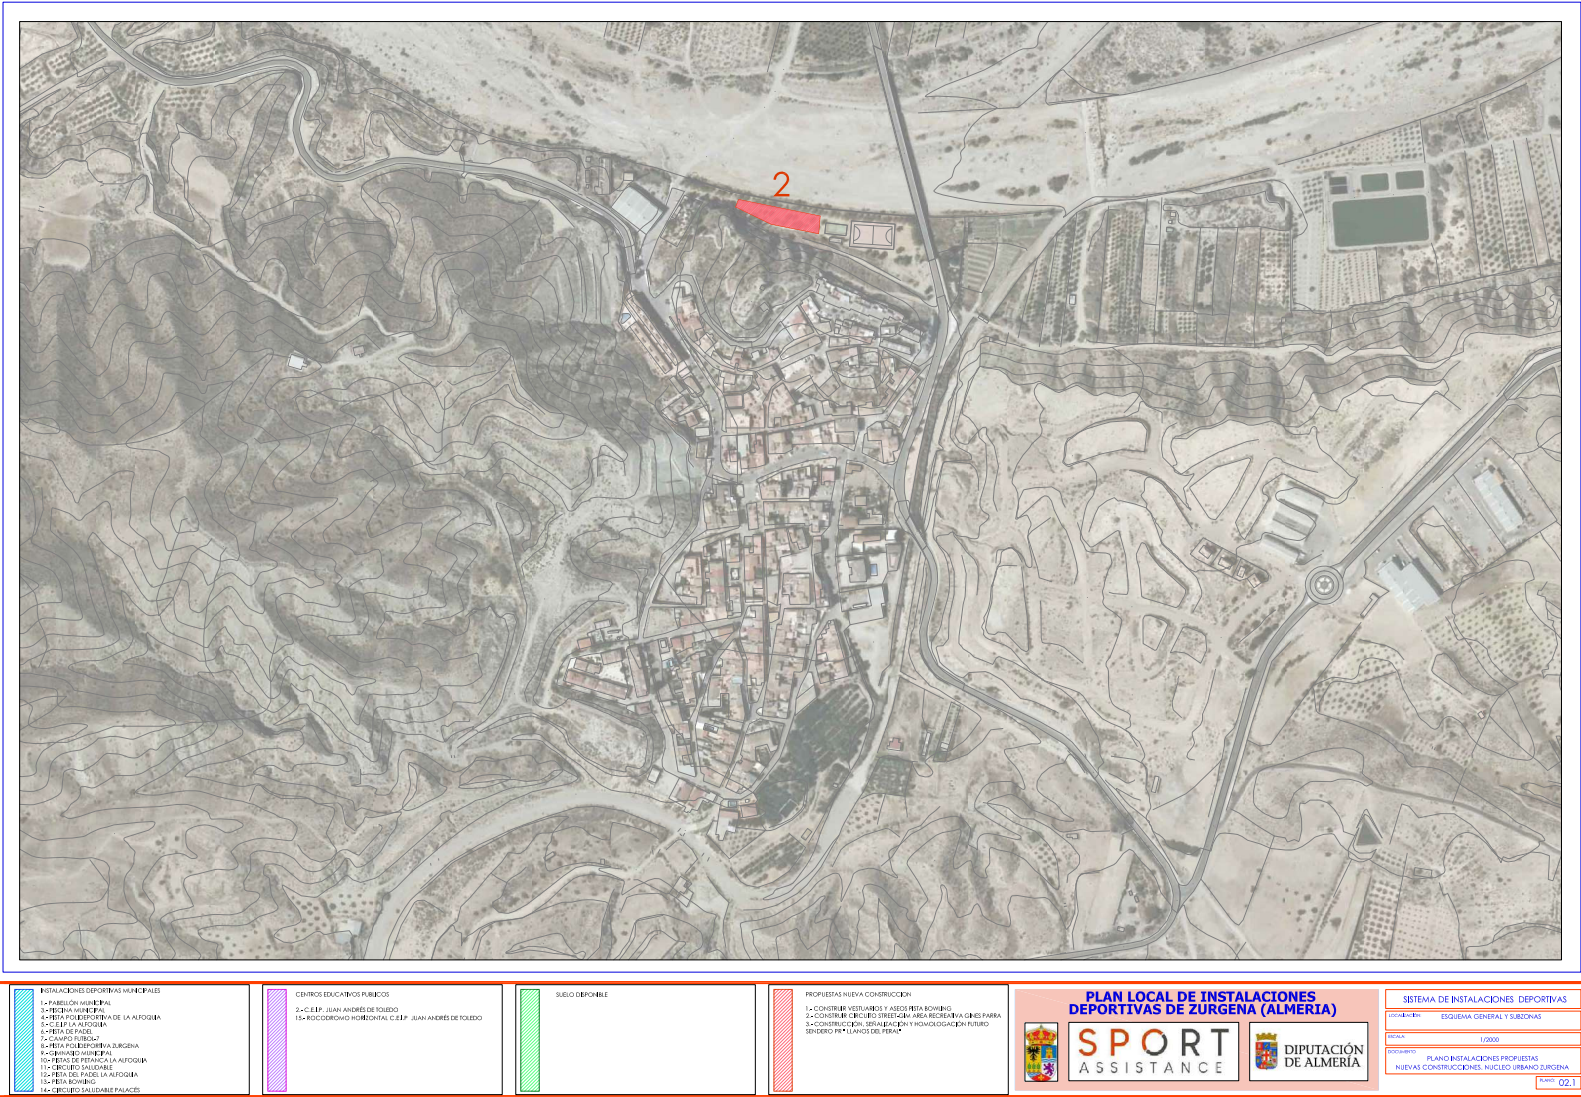 2
INSTALACIONES DEPORTIVAS MUNICIPALES
1.- PABELLÓN MUNICIPAL
3.- PISCINA MUNICIPAL
4.- PISTA POLIDEPORTIVA DE LA ALFOQUIA
5.- C.E.I.P LA ALFOQUIA
6.- PISTA DE PADEL
7.- CAMPO FUTBOL-7
8.- PISTA POLIDEPORTIVA ZURGENA
9.- GIMNASIO MUNICIPAL
10.- PISTAS DE PETANCA LA ALFOQUIA
11.- CIRCUITO SALUDABLE
12.- PISTA DEL PADEL LA ALFOQUIA
13.- PISTA BOWLING
14.- CIRCUITO SALUDABLE PALACÉS
CENTROS EDUCATIVOS PUBLICOS
2.- C.E.I.P. JUAN ANDRÉS DE TOLEDO
15.- ROCODROMO HORIZONTAL C.E.I.P JUAN ANDRÉS DE TOLEDO
SUELO DISPONIBLE
PROPUESTAS NUEVA CONSTRUCCION
1.- CONSTRUIR VESTUARIOS Y ASEOS PISTA BOWLING
2.- CONSTRUIR CIRCUITO STREET-GIM AREA RECREATIVA GINES PARRA
3.- CONSTRUCCIÓN, SEÑALIZACIÓN Y HOMOLOGACIÓN FUTURO
SENDERO PR " LLANOS DEL PERAL"
PLAN LOCAL DE INSTALACIONES
DEPORTIVAS DE ZURGENA (ALMERIA)
SPORT
ASSISTANCE
DIPUTACIÓN
DE ALMERÍA
SISTEMA DE INSTALACIONES DEPORTIVAS
LOCALIZACIÓN: ESQUEMA GENERAL Y SUBZONAS
ESCALA: 1/2000
DOCUMENTO:
PLANO INSTALACIONES PROPUESTAS
NUEVAS CONSTRUCCIONES. NUCLEO URBANO ZURGENA
PLANO: 02.1